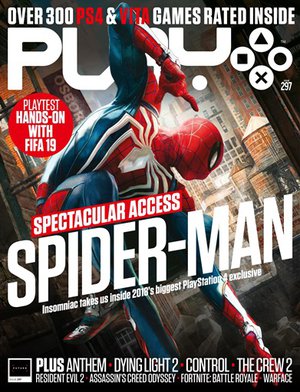 OVER 300 PS4 & VITA GAMES RATED INSIDE
PLAY
297
PLAYTEST
HANDS-ON
WITH
FIFA 19
SPECTACULAR ACCESS
SPIDER-MAN
Insomniac takes us inside 2018's biggest PlayStation 4 exclusive
PLUS ANTHEM · DYING LIGHT 2 · CONTROL · THE CREW 2
RESIDENT EVIL 2 · ASSASSIN'S CREED ODYSSEY · FORTNITE: BATTLE ROYALE · WARFACE
FUTURE